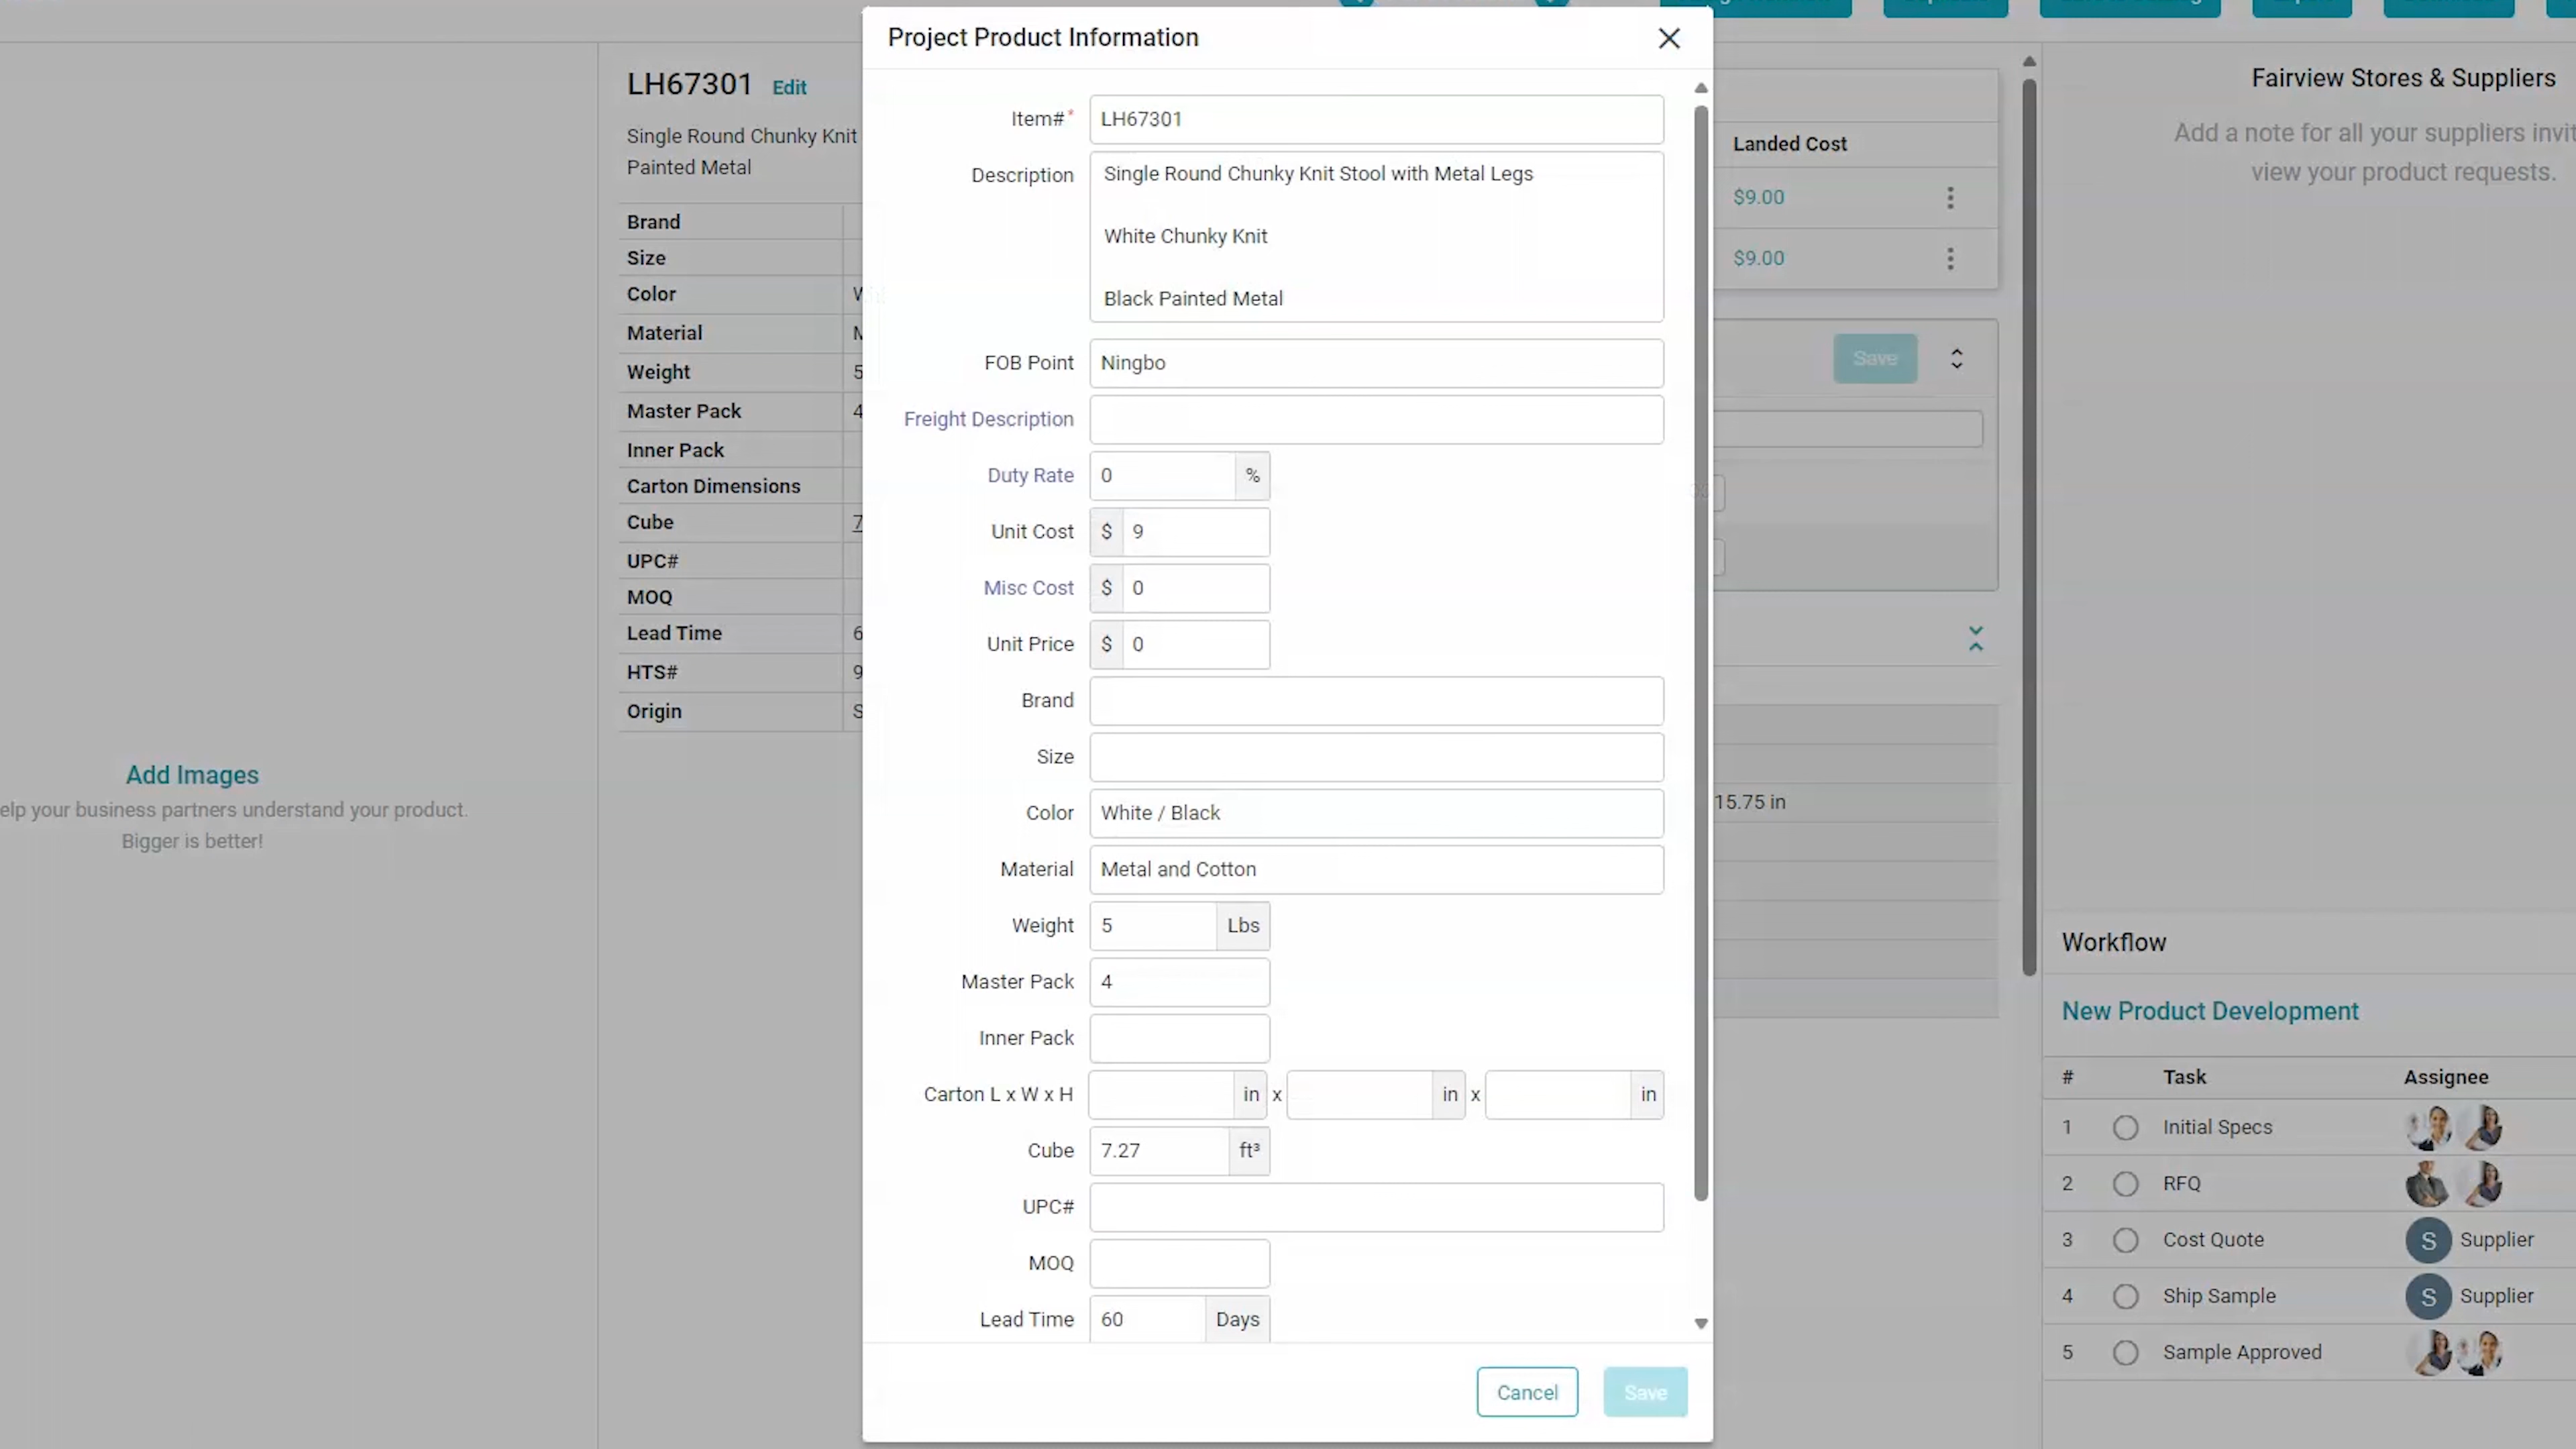 Project Product Information
LH67301 Edit
Single Round Chunky Knit
Painted Metal
Brand
Size
Color
Material
Weight 5
Master Pack 4
Inner Pack
Carton Dimensions
Cube 7
UPC#
MOQ
Lead Time 6
HTS# 9
Origin S
Add Images
elp your business partners understand your product.
Bigger is better!
Item#* LH67301
Description Single Round Chunky Knit Stool with Metal Legs
White Chunky Knit
Black Painted Metal
FOB Point Ningbo
Freight Description
Duty Rate 0 %
Unit Cost $ 9
Misc Cost $ 0
Unit Price $ 0
Brand
Size
Color White / Black
Material Metal and Cotton
Weight 5 Lbs
Master Pack 4
Inner Pack
Carton L x W x H in x in x in
Cube 7.27 ft³
UPC#
MOQ
Lead Time 60 Days
Cancel Save
Landed Cost
$9.00
$9.00
Save
15.75 in
Fairview Stores & Suppliers
Add a note for all your suppliers invit
view your product requests.
Workflow
New Product Development
# Task Assignee
1 Initial Specs
2 RFQ
3 Cost Quote S Supplier
4 Ship Sample S Supplier
5 Sample Approved